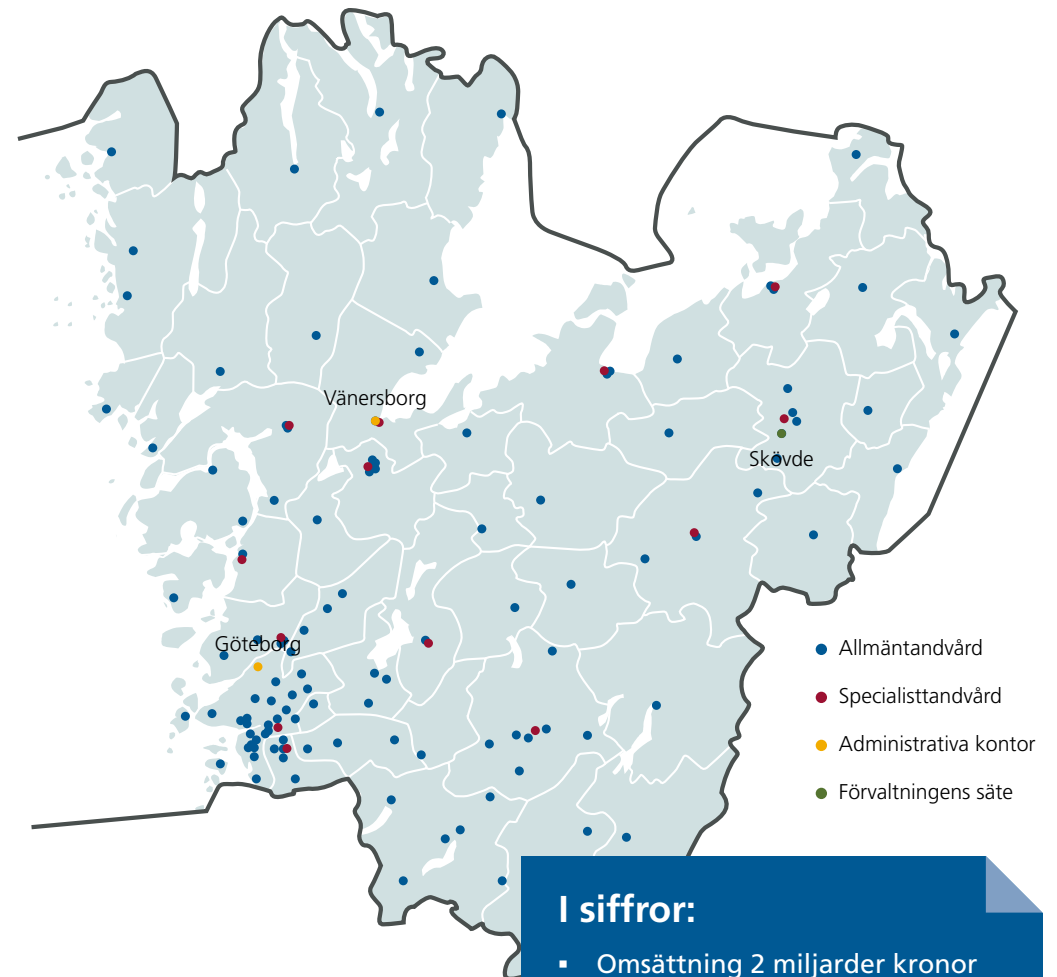 Vänersborg
Skövde
Göteborg
Allmäntandvård
Specialisttandvård
Administrativa kontor
Förvaltningens säte
I siffror:
▪ Omsättning 2 miljarder kronor